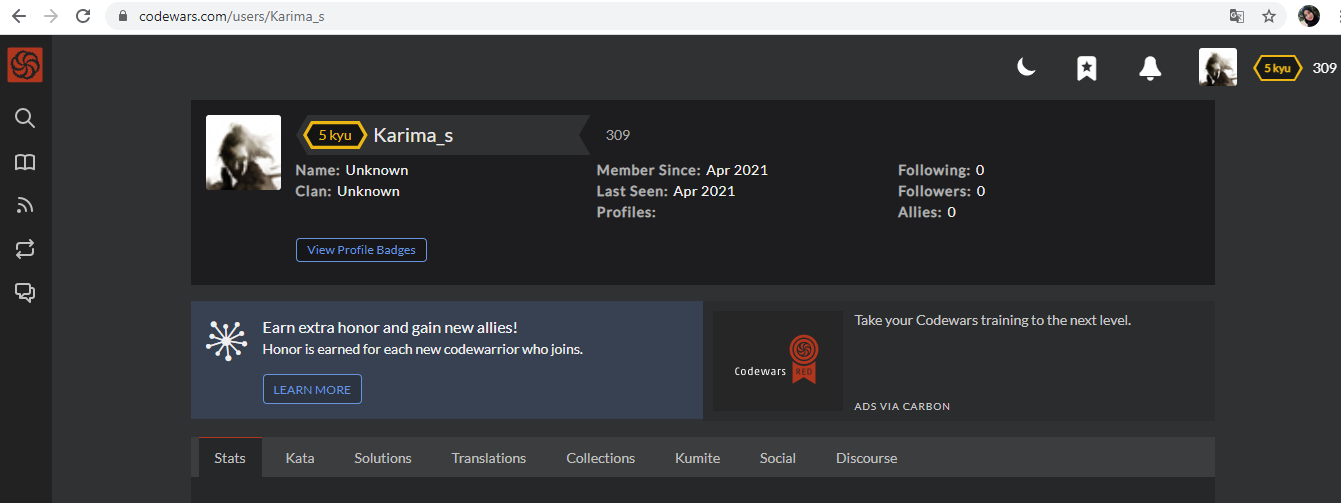 codewars.com/users/Karima_s
5 kyu 309
5 kyu Karima_s 309
Name: Unknown Member Since: Apr 2021 Following: 0
Clan: Unknown Last Seen: Apr 2021 Followers: 0
Profiles: Allies: 0
View Profile Badges
Earn extra honor and gain new allies!
Honor is earned for each new codewarrior who joins.
LEARN MORE
Take your Codewars training to the next level.
Codewars RED
ADS VIA CARBON
Stats Kata Solutions Translations Collections Kumite Social Discourse